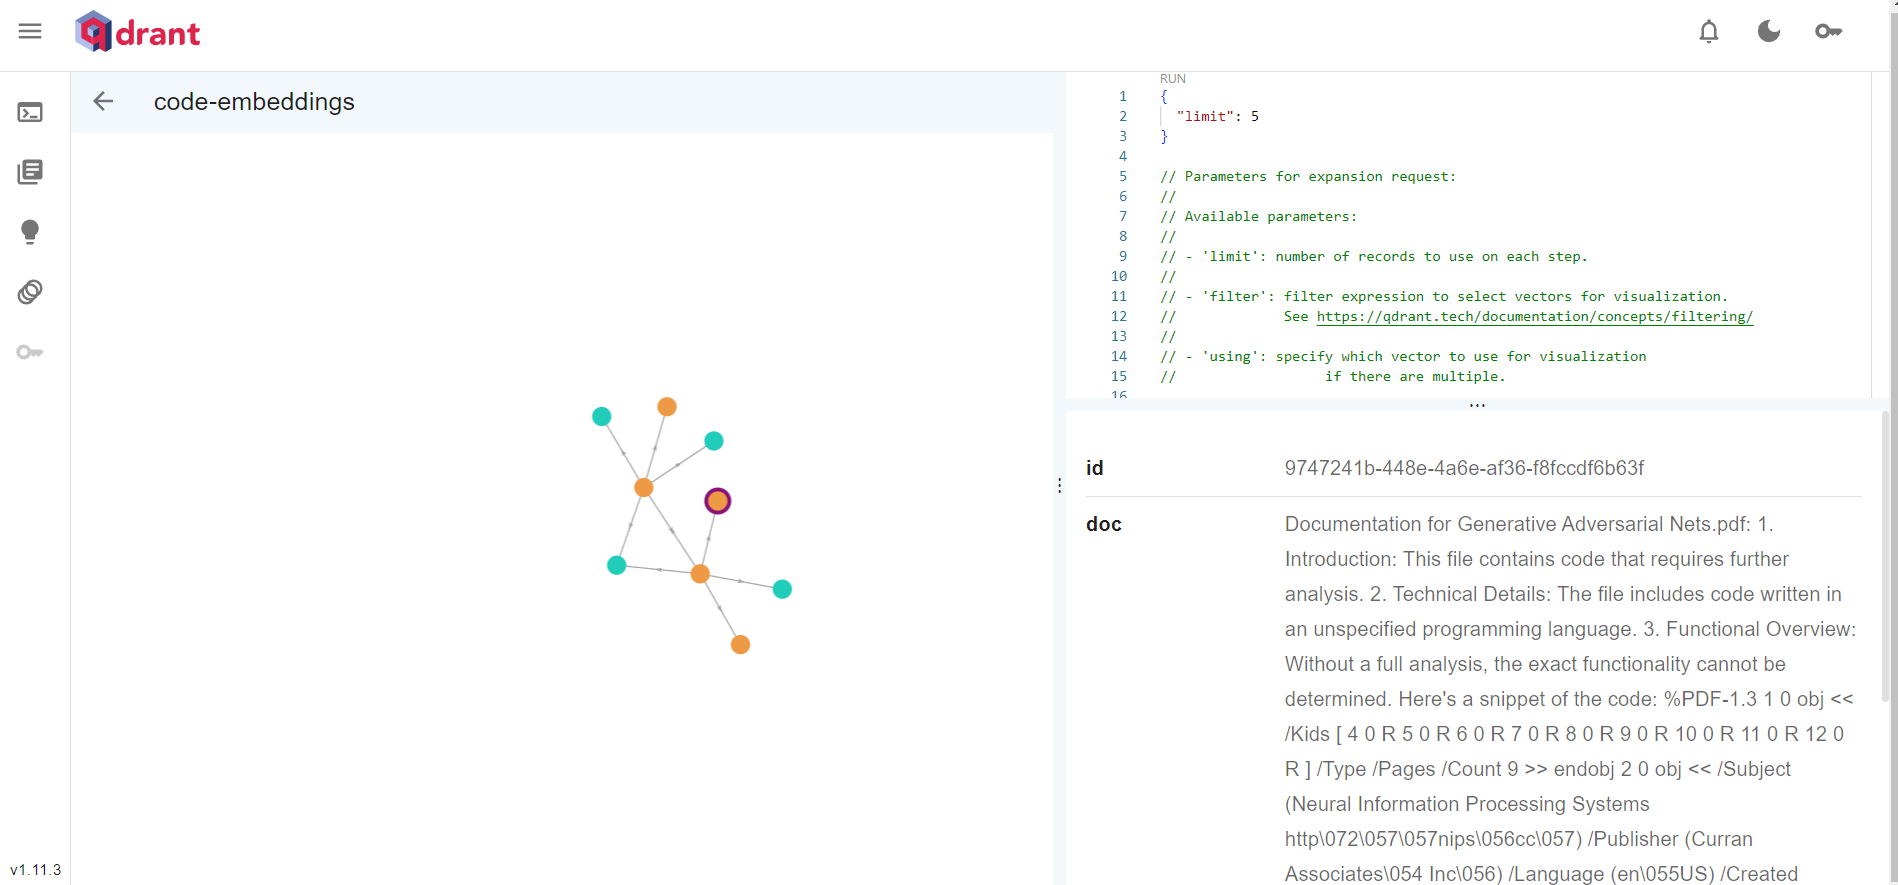 qdrant
code-embeddings
v1.11.3
RUN
1 {
2 "limit": 5
3 }
4
5 // Parameters for expansion request:
6 //
7 // Available parameters:
8 //
9 // - 'limit': number of records to use on each step.
10 //
11 // - 'filter': filter expression to select vectors for visualization.
12 // See https://qdrant.tech/documentation/concepts/filtering/
13 //
14 // - 'using': specify which vector to use for visualization
15 // if there are multiple.
16
id 9747241b-448e-4a6e-af36-f8fccdf6b63f
doc Documentation for Generative Adversarial Nets.pdf: 1.
Introduction: This file contains code that requires further
analysis. 2. Technical Details: The file includes code written in
an unspecified programming language. 3. Functional Overview:
Without a full analysis, the exact functionality cannot be
determined. Here's a snippet of the code: %PDF-1.3 1 0 obj <<
/Kids [ 4 0 R 5 0 R 6 0 R 7 0 R 8 0 R 9 0 R 10 0 R 11 0 R 12 0
R ] /Type /Pages /Count 9 >> endobj 2 0 obj << /Subject
(Neural Information Processing Systems
http\072\057\057nips\056cc\057) /Publisher (Curran
Associates\054 Inc\056) /Language (en\055US) /Created